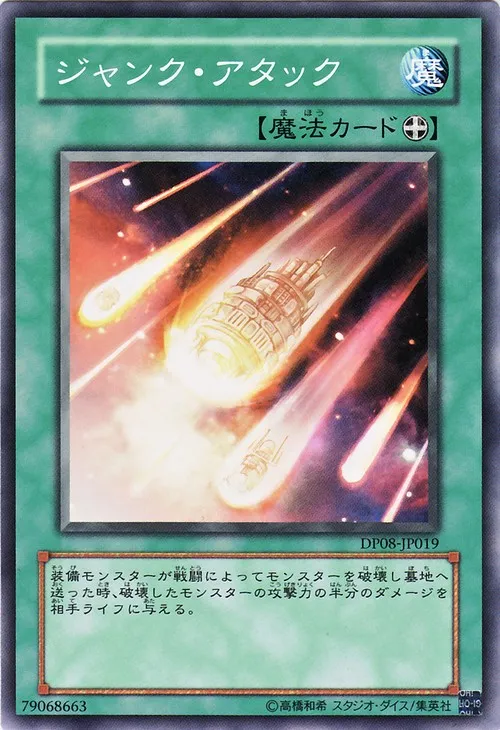 ジャンク・アタック
魔
【魔法カード】
DP08-JP019
装備モンスターが戦闘によってモンスターを破壊し墓地へ
送った時、破壊したモンスターの攻撃力の半分のダメージを
相手ライフに与える。
79068663
©高橋和希 スタジオ・ダイス/集英社